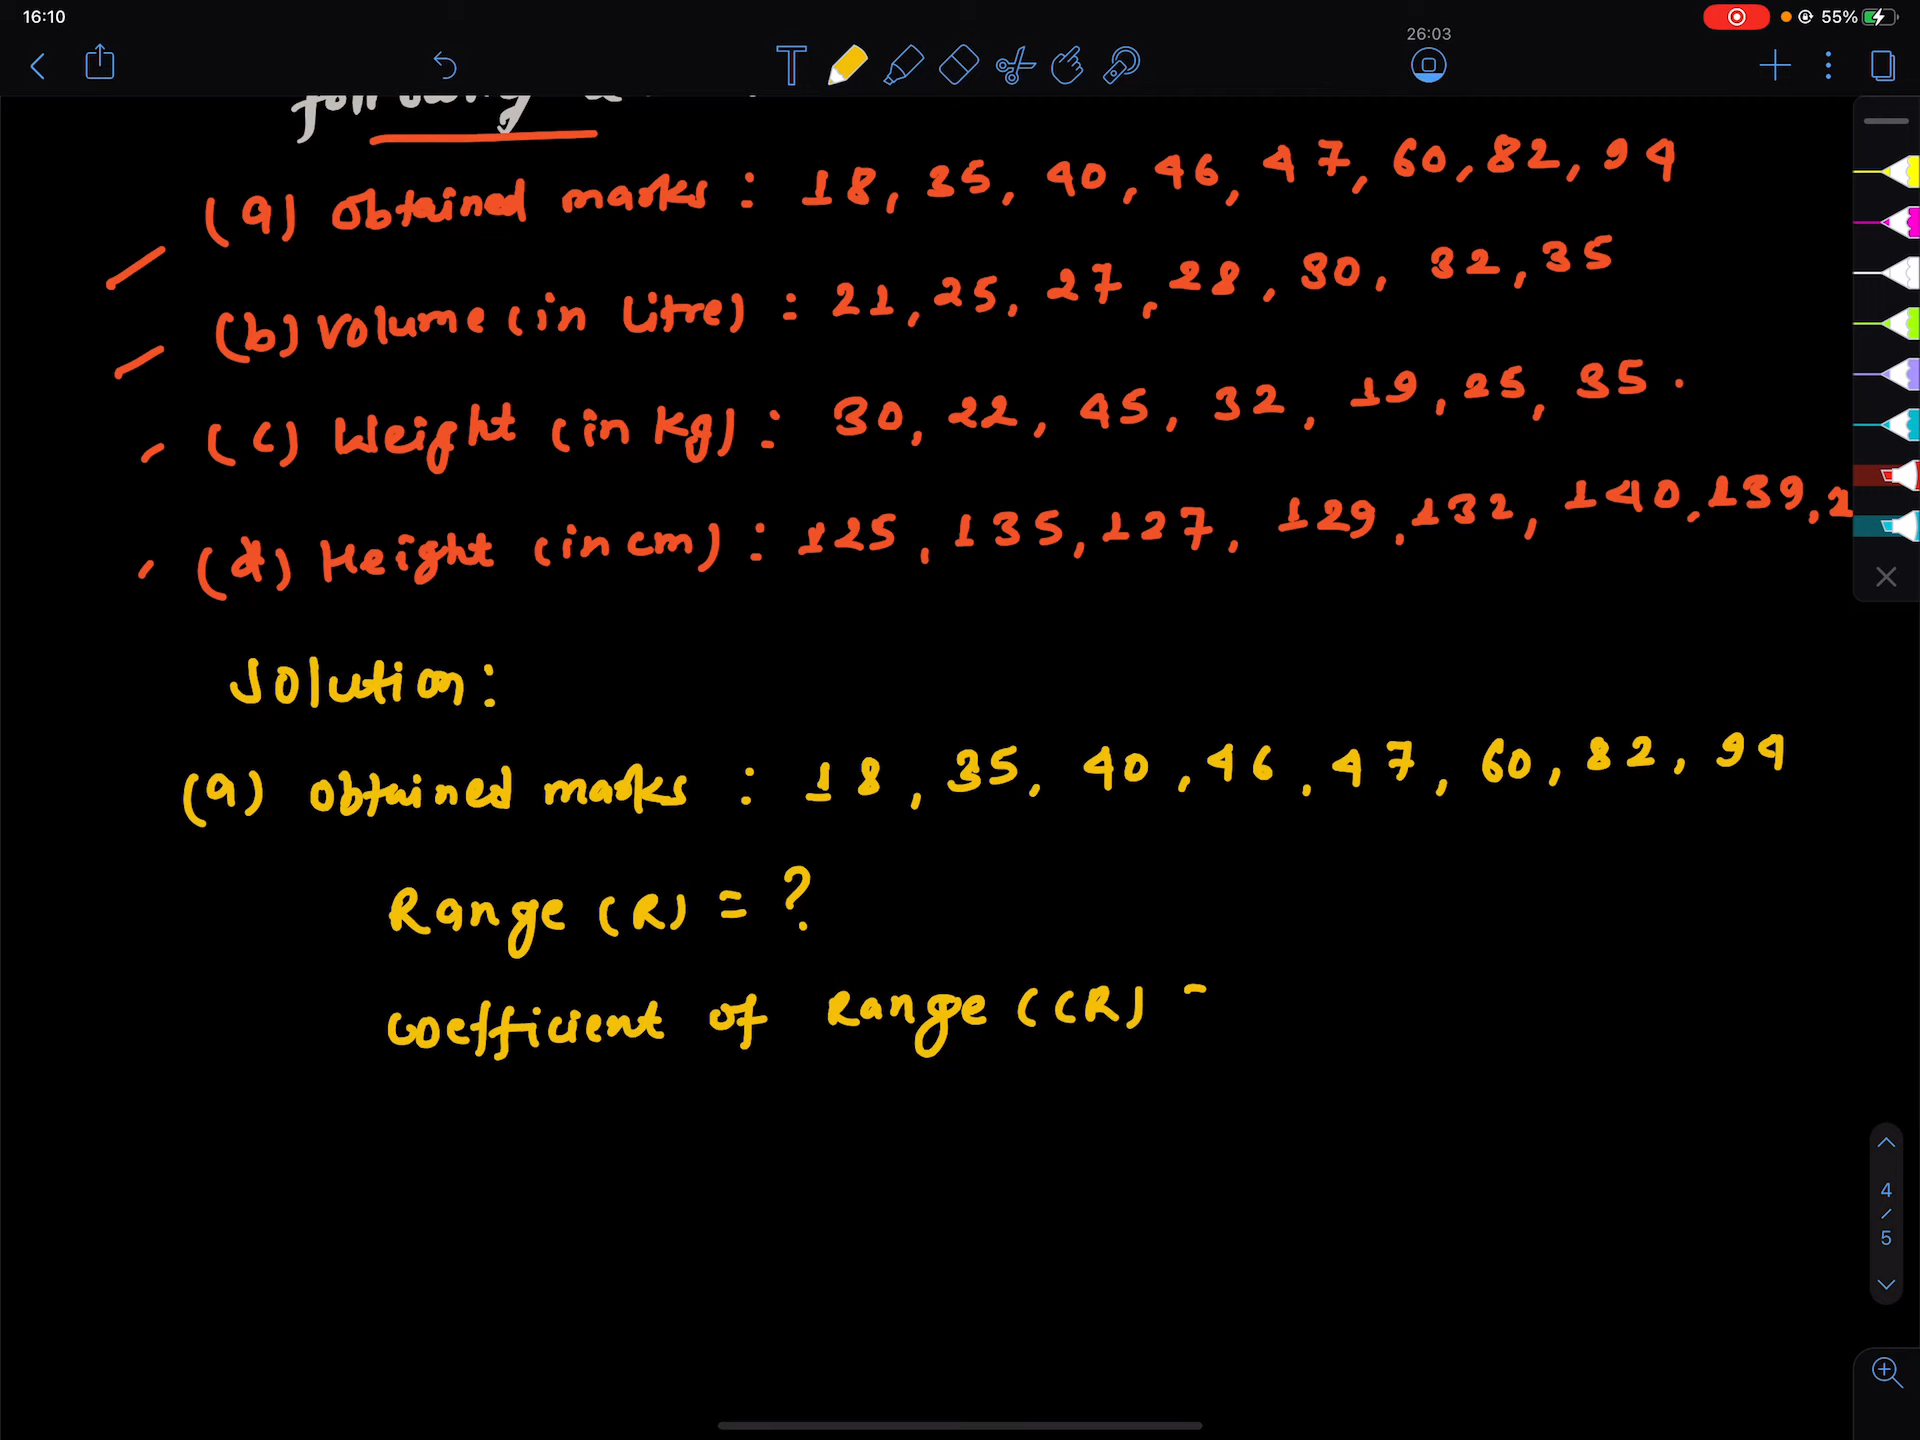 16:10
55%
26:03
following
(a) Obtained marks : 18, 35, 40, 46, 47, 60, 82, 94
(b) Volume (in Litre) : 21, 25, 27, 28, 30, 32, 35
(c) Weight (in kg) : 30, 22, 45, 32, 19, 25, 35.
(d) Height (in cm) : 125, 135, 127, 129, 132, 140, 139,
Solution:
(a) Obtained marks : 18, 35, 40, 46, 47, 60, 82, 94
Range (R) = ?
Coefficient of Range (CR) -
4
/
5